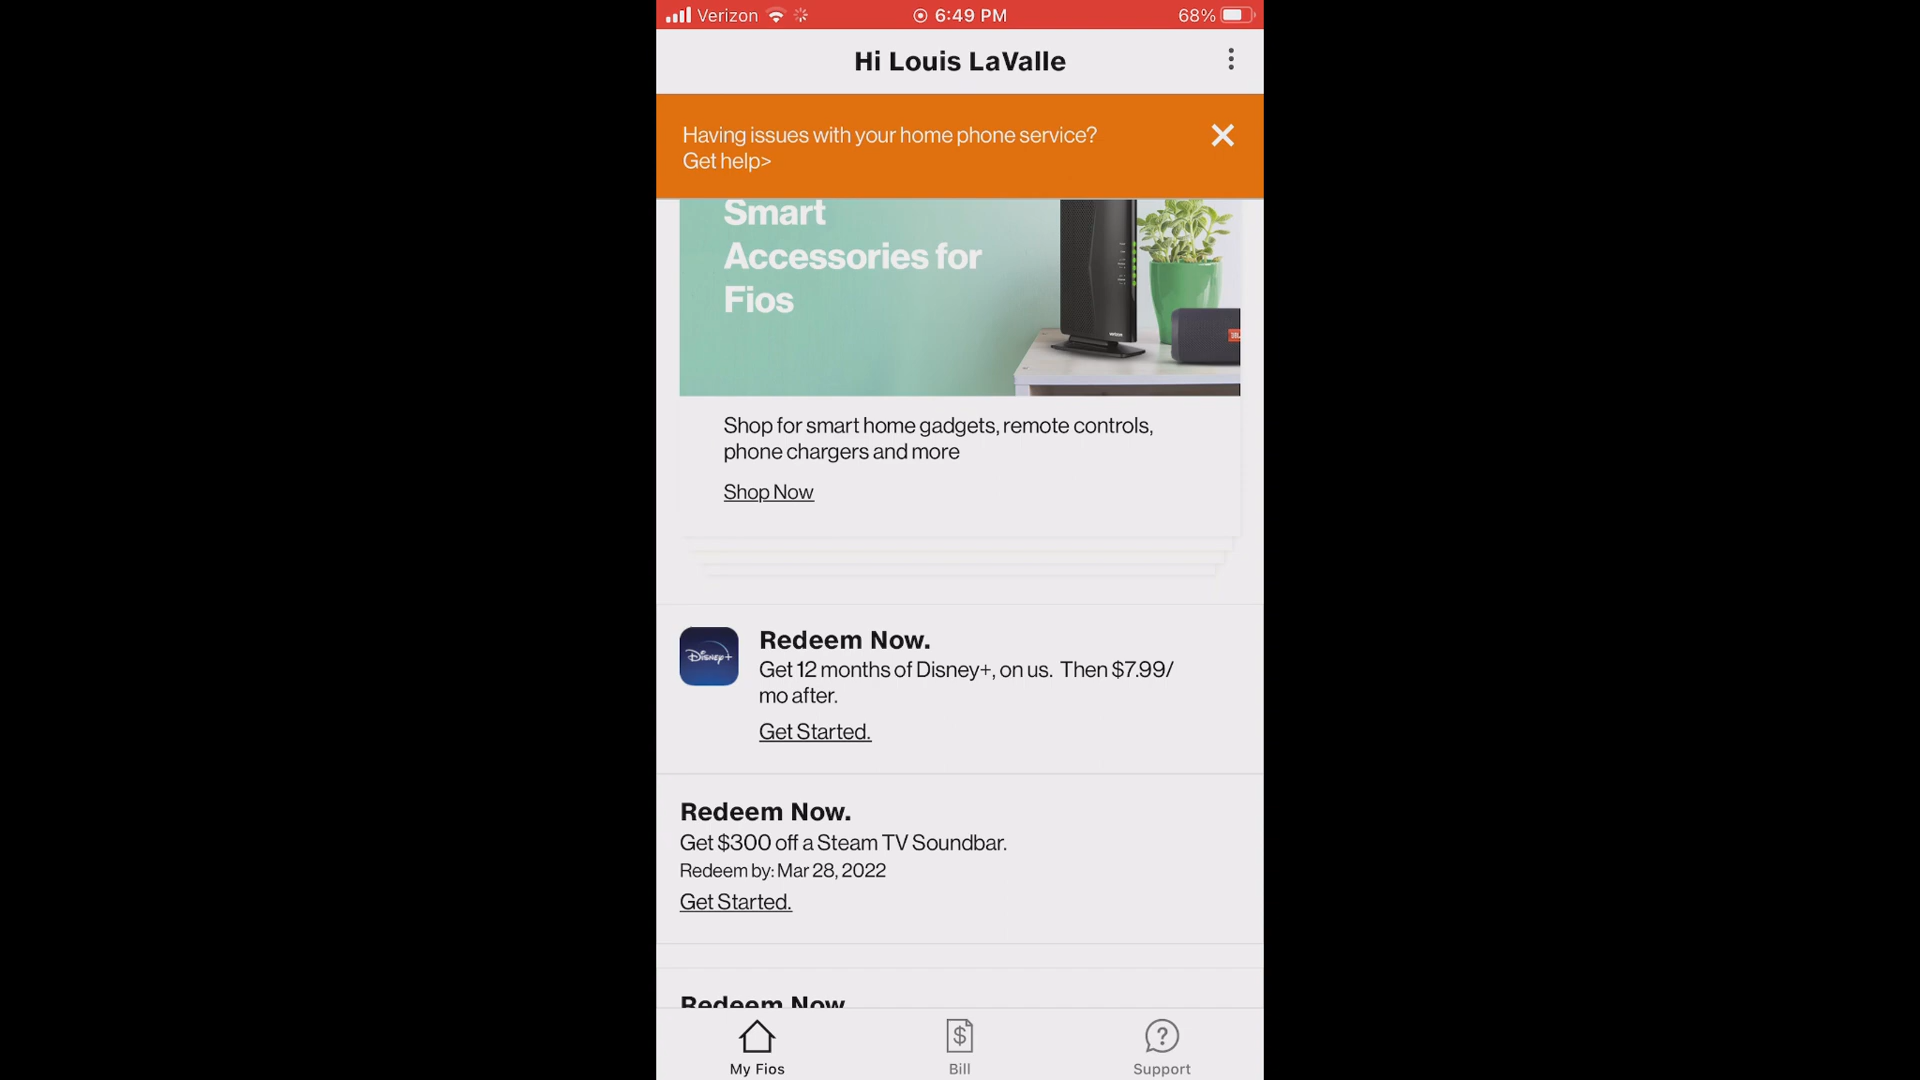 Verizon 6:49 PM 68%
Hi Louis LaValle
Having issues with your home phone service?
Get help>
Smart
Accessories for
Fios
verizon
JBL
Shop for smart home gadgets, remote controls,
phone chargers and more
Shop Now
Disney+
Redeem Now.
Get 12 months of Disney+, on us. Then $7.99/
mo after.
Get Started.
Redeem Now.
Get $300 off a Steam TV Soundbar.
Redeem by: Mar 28, 2022
Get Started.
Redeem Now
My Fios
Bill
Support